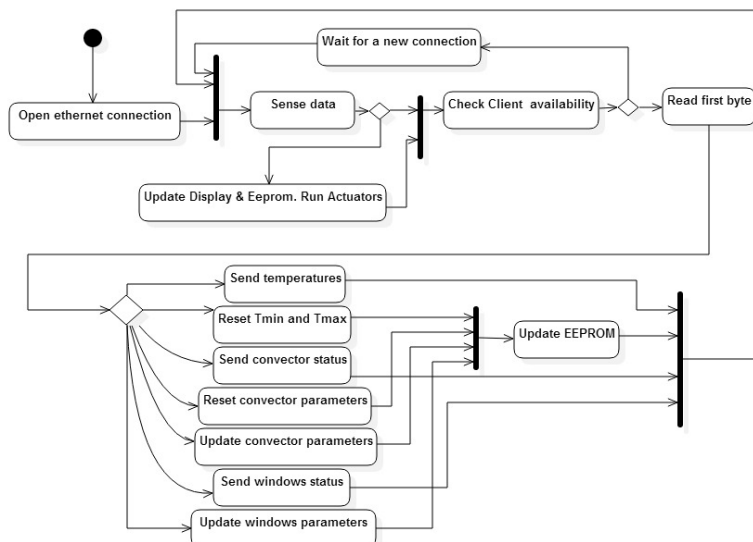 Wait for a new connection
Open ethernet connection
Sense data
Check Client availability
Read first byte
Update Display & Eeprom. Run Actuators
Send temperatures
Reset Tmin and Tmax
Update EEPROM
Send convector status
Reset convector parameters
Update convector parameters
Send windows status
Update windows parameters